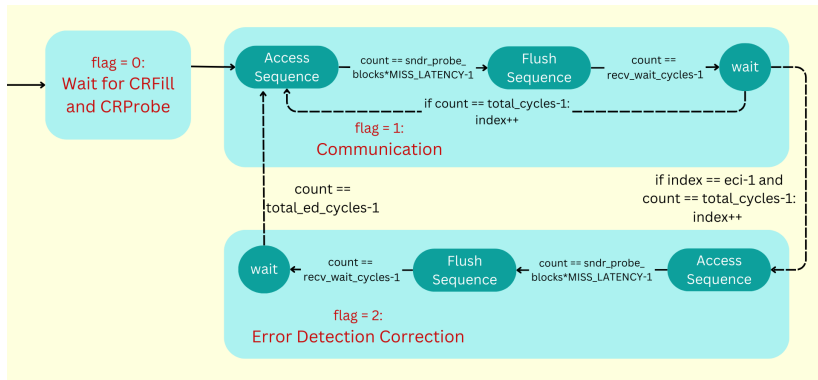 flag = 0:
Wait for CRFill
and CRProbe
Access
Sequence
count == sndr_probe_
blocks*MISS_LATENCY-1
Flush
Sequence
count ==
recv_wait_cycles-1
wait
if count == total_cycles-1:
index++
flag = 1:
Communication
if index == eci-1 and
count == total_cycles-1:
index++
count ==
total_ed_cycles-1
wait
count ==
recv_wait_cycles-1
Flush
Sequence
count == sndr_probe_
blocks*MISS_LATENCY-1
Access
Sequence
flag = 2:
Error Detection Correction